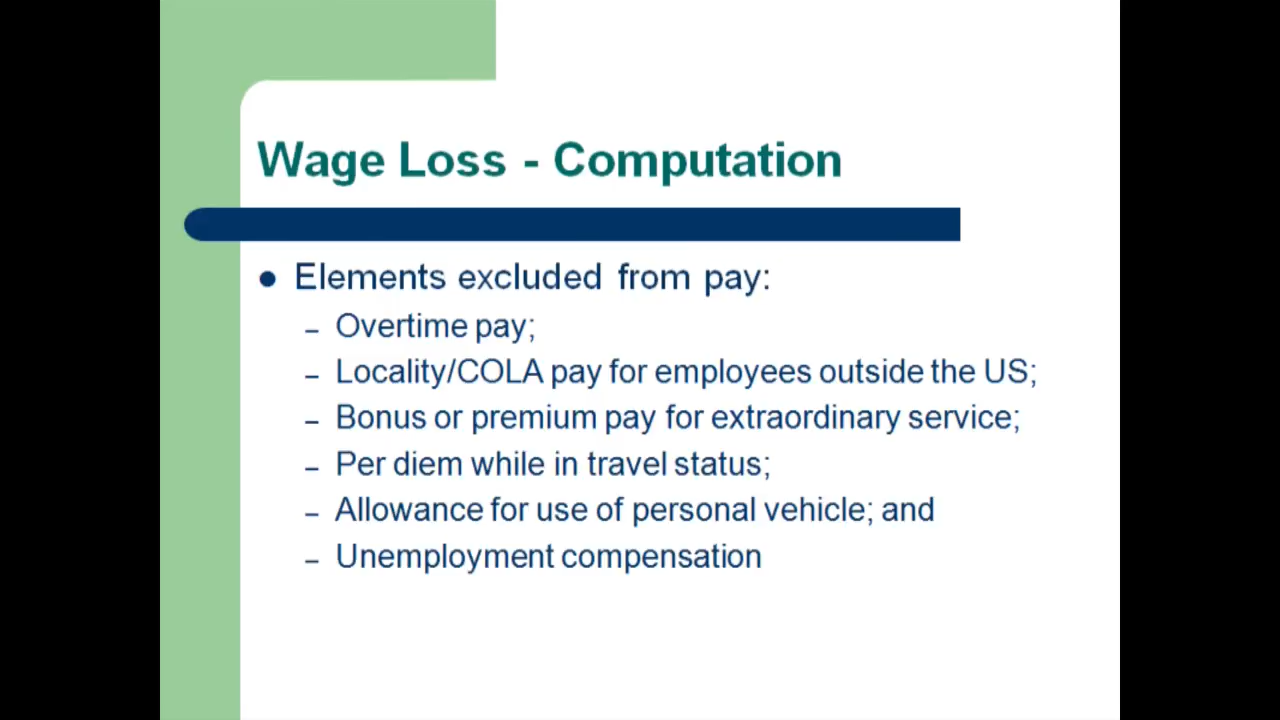 Wage Loss - Computation
● Elements excluded from pay:
– Overtime pay;
– Locality/COLA pay for employees outside the US;
– Bonus or premium pay for extraordinary service;
– Per diem while in travel status;
– Allowance for use of personal vehicle; and
– Unemployment compensation